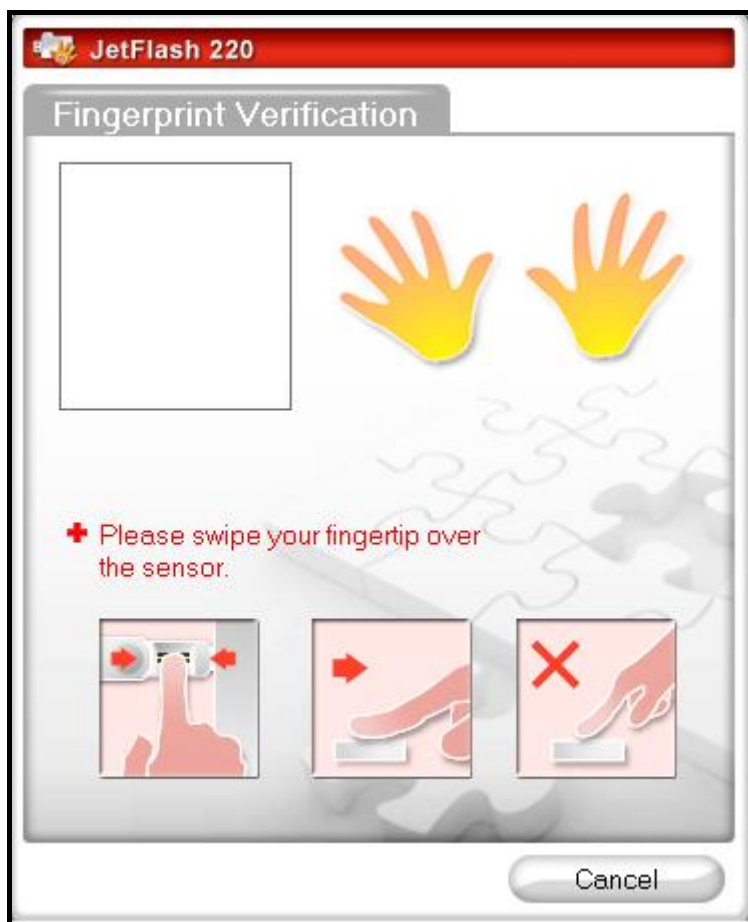 JetFlash 220
Fingerprint Verification
Please swipe your fingertip over
the sensor.
Cancel